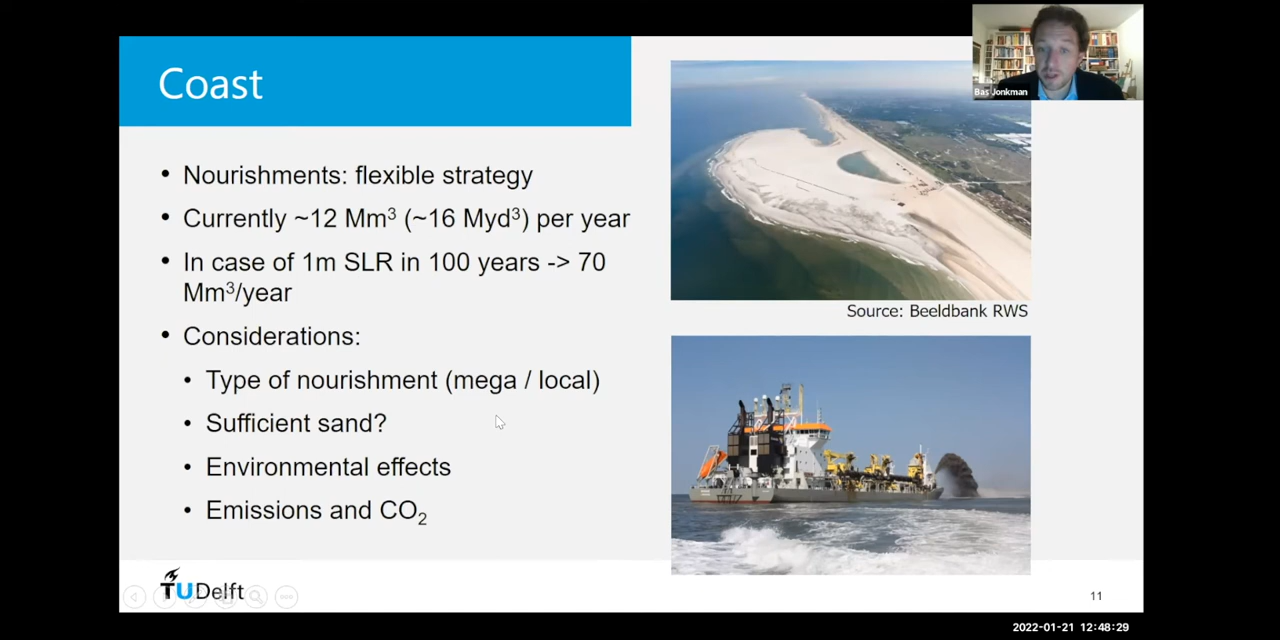 Coast
Bas Jonkman
• Nourishments: flexible strategy
• Currently ~12 Mm³ (~16 Myd³) per year
• In case of 1m SLR in 100 years -> 70
Mm³/year
• Considerations:
• Type of nourishment (mega / local)
• Sufficient sand?
• Environmental effects
• Emissions and CO₂
Source: Beeldbank RWS
TU Delft
11
2022-01-21 12:48:29